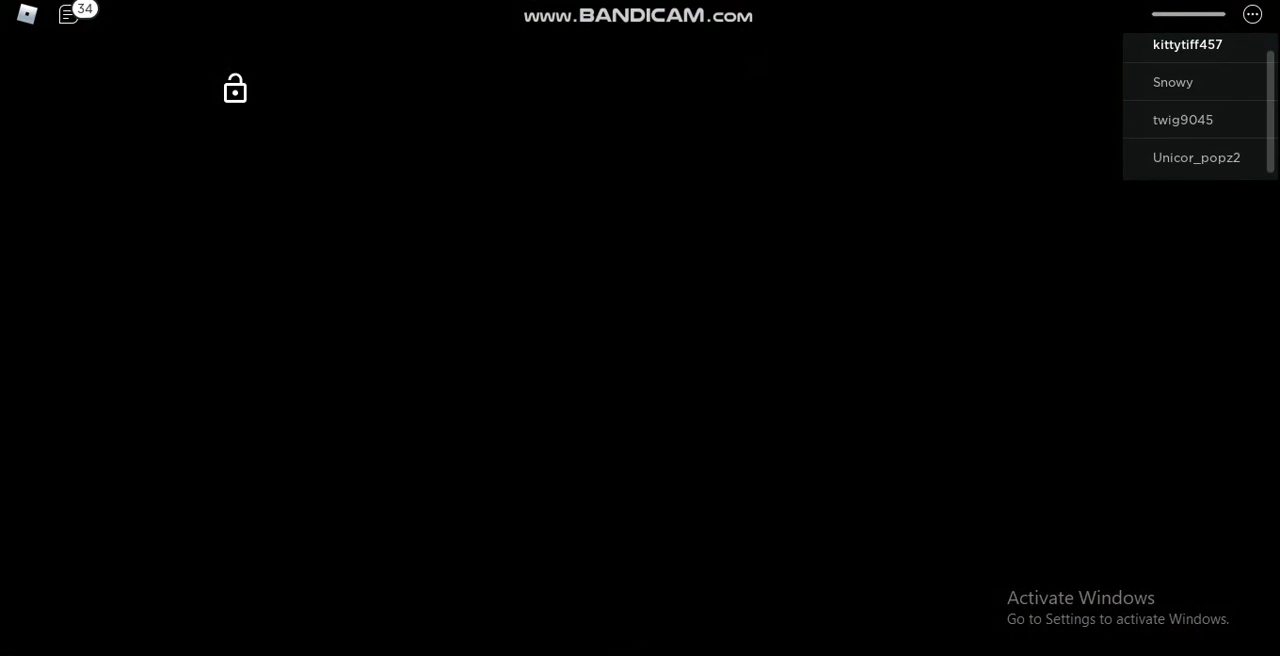 34
www.BANDICAM.com
kittytiff457
Snowy
twig9045
Unicor_popz2
Activate Windows
Go to Settings to activate Windows.